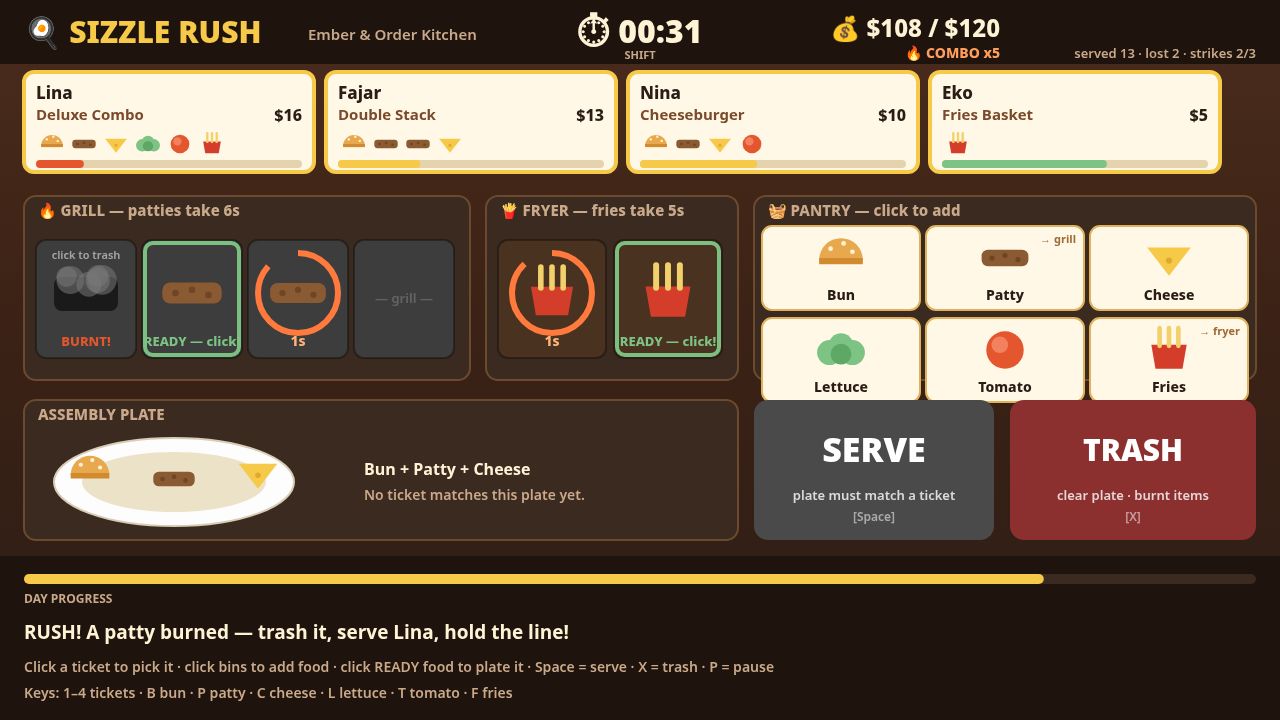 SIZZLE RUSH
Ember & Order Kitchen
00:31
SHIFT
$108 / $120
COMBO x5
served 13 · lost 2 · strikes 2/3
Lina
Deluxe Combo
$16
Fajar
Double Stack
$13
Nina
Cheeseburger
$10
Eko
Fries Basket
$5
GRILL — patties take 6s
click to trash
BURNT!
READY — click
1s
— grill —
FRYER — fries take 5s
1s
READY — click!
PANTRY — click to add
Bun
→ grill
Patty
Cheese
Lettuce
Tomato
→ fryer
Fries
ASSEMBLY PLATE
Bun + Patty + Cheese
No ticket matches this plate yet.
SERVE
plate must match a ticket
[Space]
TRASH
clear plate · burnt items
[X]
DAY PROGRESS
RUSH! A patty burned — trash it, serve Lina, hold the line!
Click a ticket to pick it · click bins to add food · click READY food to plate it · Space = serve · X = trash · P = pause
Keys: 1–4 tickets · B bun · P patty · C cheese · L lettuce · T tomato · F fries